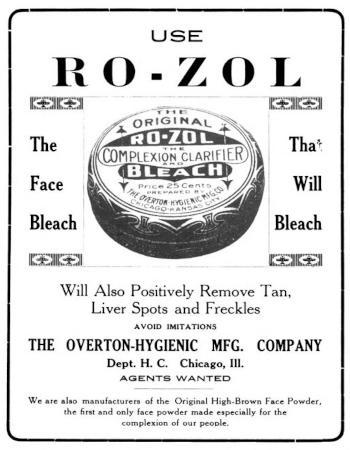 USE
RO-ZOL
The
Face
Bleach
THE
ORIGINAL
RO-ZOL
THE
COMPLEXION CLARIFIER
AND
BLEACH
Price 25 Cents
PREPARED BY
THE OVERTON-HYGIENIC MFG. CO.
CHICAGO-KANSAS CITY
That
Will
Bleach
Will Also Positively Remove Tan,
Liver Spots and Freckles
AVOID IMITATIONS
THE OVERTON-HYGIENIC MFG. COMPANY
Dept. H. C. Chicago, Ill.
AGENTS WANTED
We are also manufacturers of the Original High-Brown Face Powder,
the first and only face powder made especially for the
complexion of our people.